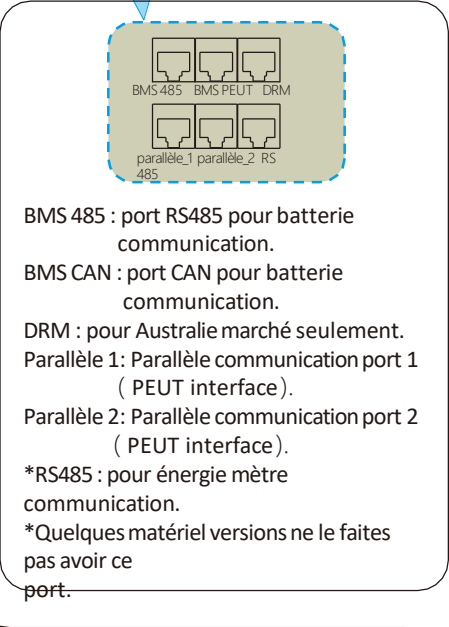 BMS 485 BMS PEUT DRM
parallèle_1 parallèle_2 RS
485
BMS 485 : port RS485 pour batterie
communication.
BMS CAN : port CAN pour batterie
communication.
DRM : pour Australie marché seulement.
Parallèle 1: Parallèle communication port 1
( PEUT interface).
Parallèle 2: Parallèle communication port 2
( PEUT interface).
*RS485 : pour énergie mètre
communication.
*Quelques matériel versions ne le faites
pas avoir ce
port.